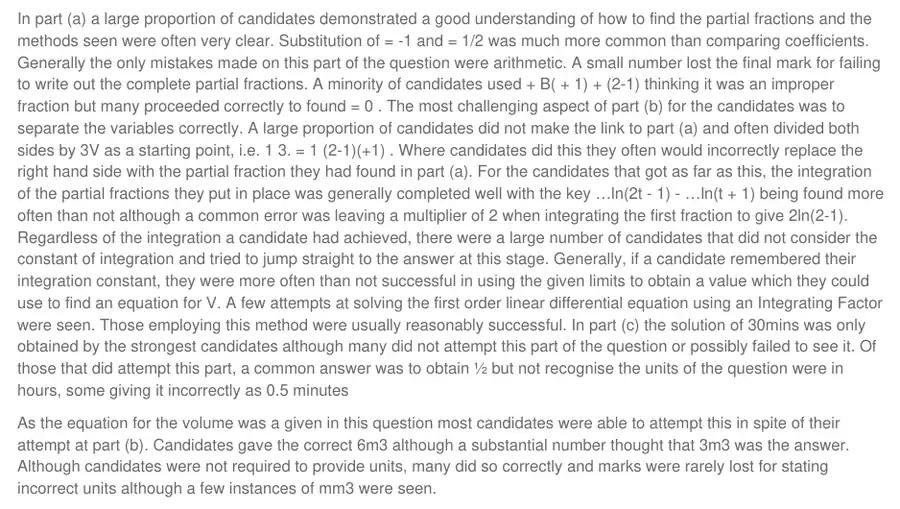 In part (a) a large proportion of candidates demonstrated a good understanding of how to find the partial fractions and the
methods seen were often very clear. Substitution of = -1 and = 1/2 was much more common than comparing coefficients.
Generally the only mistakes made on this part of the question were arithmetic. A small number lost the final mark for failing
to write out the complete partial fractions. A minority of candidates used + B( + 1) + (2-1) thinking it was an improper
fraction but many proceeded correctly to found = 0 . The most challenging aspect of part (b) for the candidates was to
separate the variables correctly. A large proportion of candidates did not make the link to part (a) and often divided both
sides by 3V as a starting point, i.e. 1 3. = 1 (2-1)(+1) . Where candidates did this they often would incorrectly replace the
right hand side with the partial fraction they had found in part (a). For the candidates that got as far as this, the integration
of the partial fractions they put in place was generally completed well with the key …ln(2t - 1) - …ln(t + 1) being found more
often than not although a common error was leaving a multiplier of 2 when integrating the first fraction to give 2ln(2-1).
Regardless of the integration a candidate had achieved, there were a large number of candidates that did not consider the
constant of integration and tried to jump straight to the answer at this stage. Generally, if a candidate remembered their
integration constant, they were more often than not successful in using the given limits to obtain a value which they could
use to find an equation for V. A few attempts at solving the first order linear differential equation using an Integrating Factor
were seen. Those employing this method were usually reasonably successful. In part (c) the solution of 30mins was only
obtained by the strongest candidates although many did not attempt this part of the question or possibly failed to see it. Of
those that did attempt this part, a common answer was to obtain ½ but not recognise the units of the question were in
hours, some giving it incorrectly as 0.5 minutes
As the equation for the volume was a given in this question most candidates were able to attempt this in spite of their
attempt at part (b). Candidates gave the correct 6m3 although a substantial number thought that 3m3 was the answer.
Although candidates were not required to provide units, many did so correctly and marks were rarely lost for stating
incorrect units although a few instances of mm3 were seen.